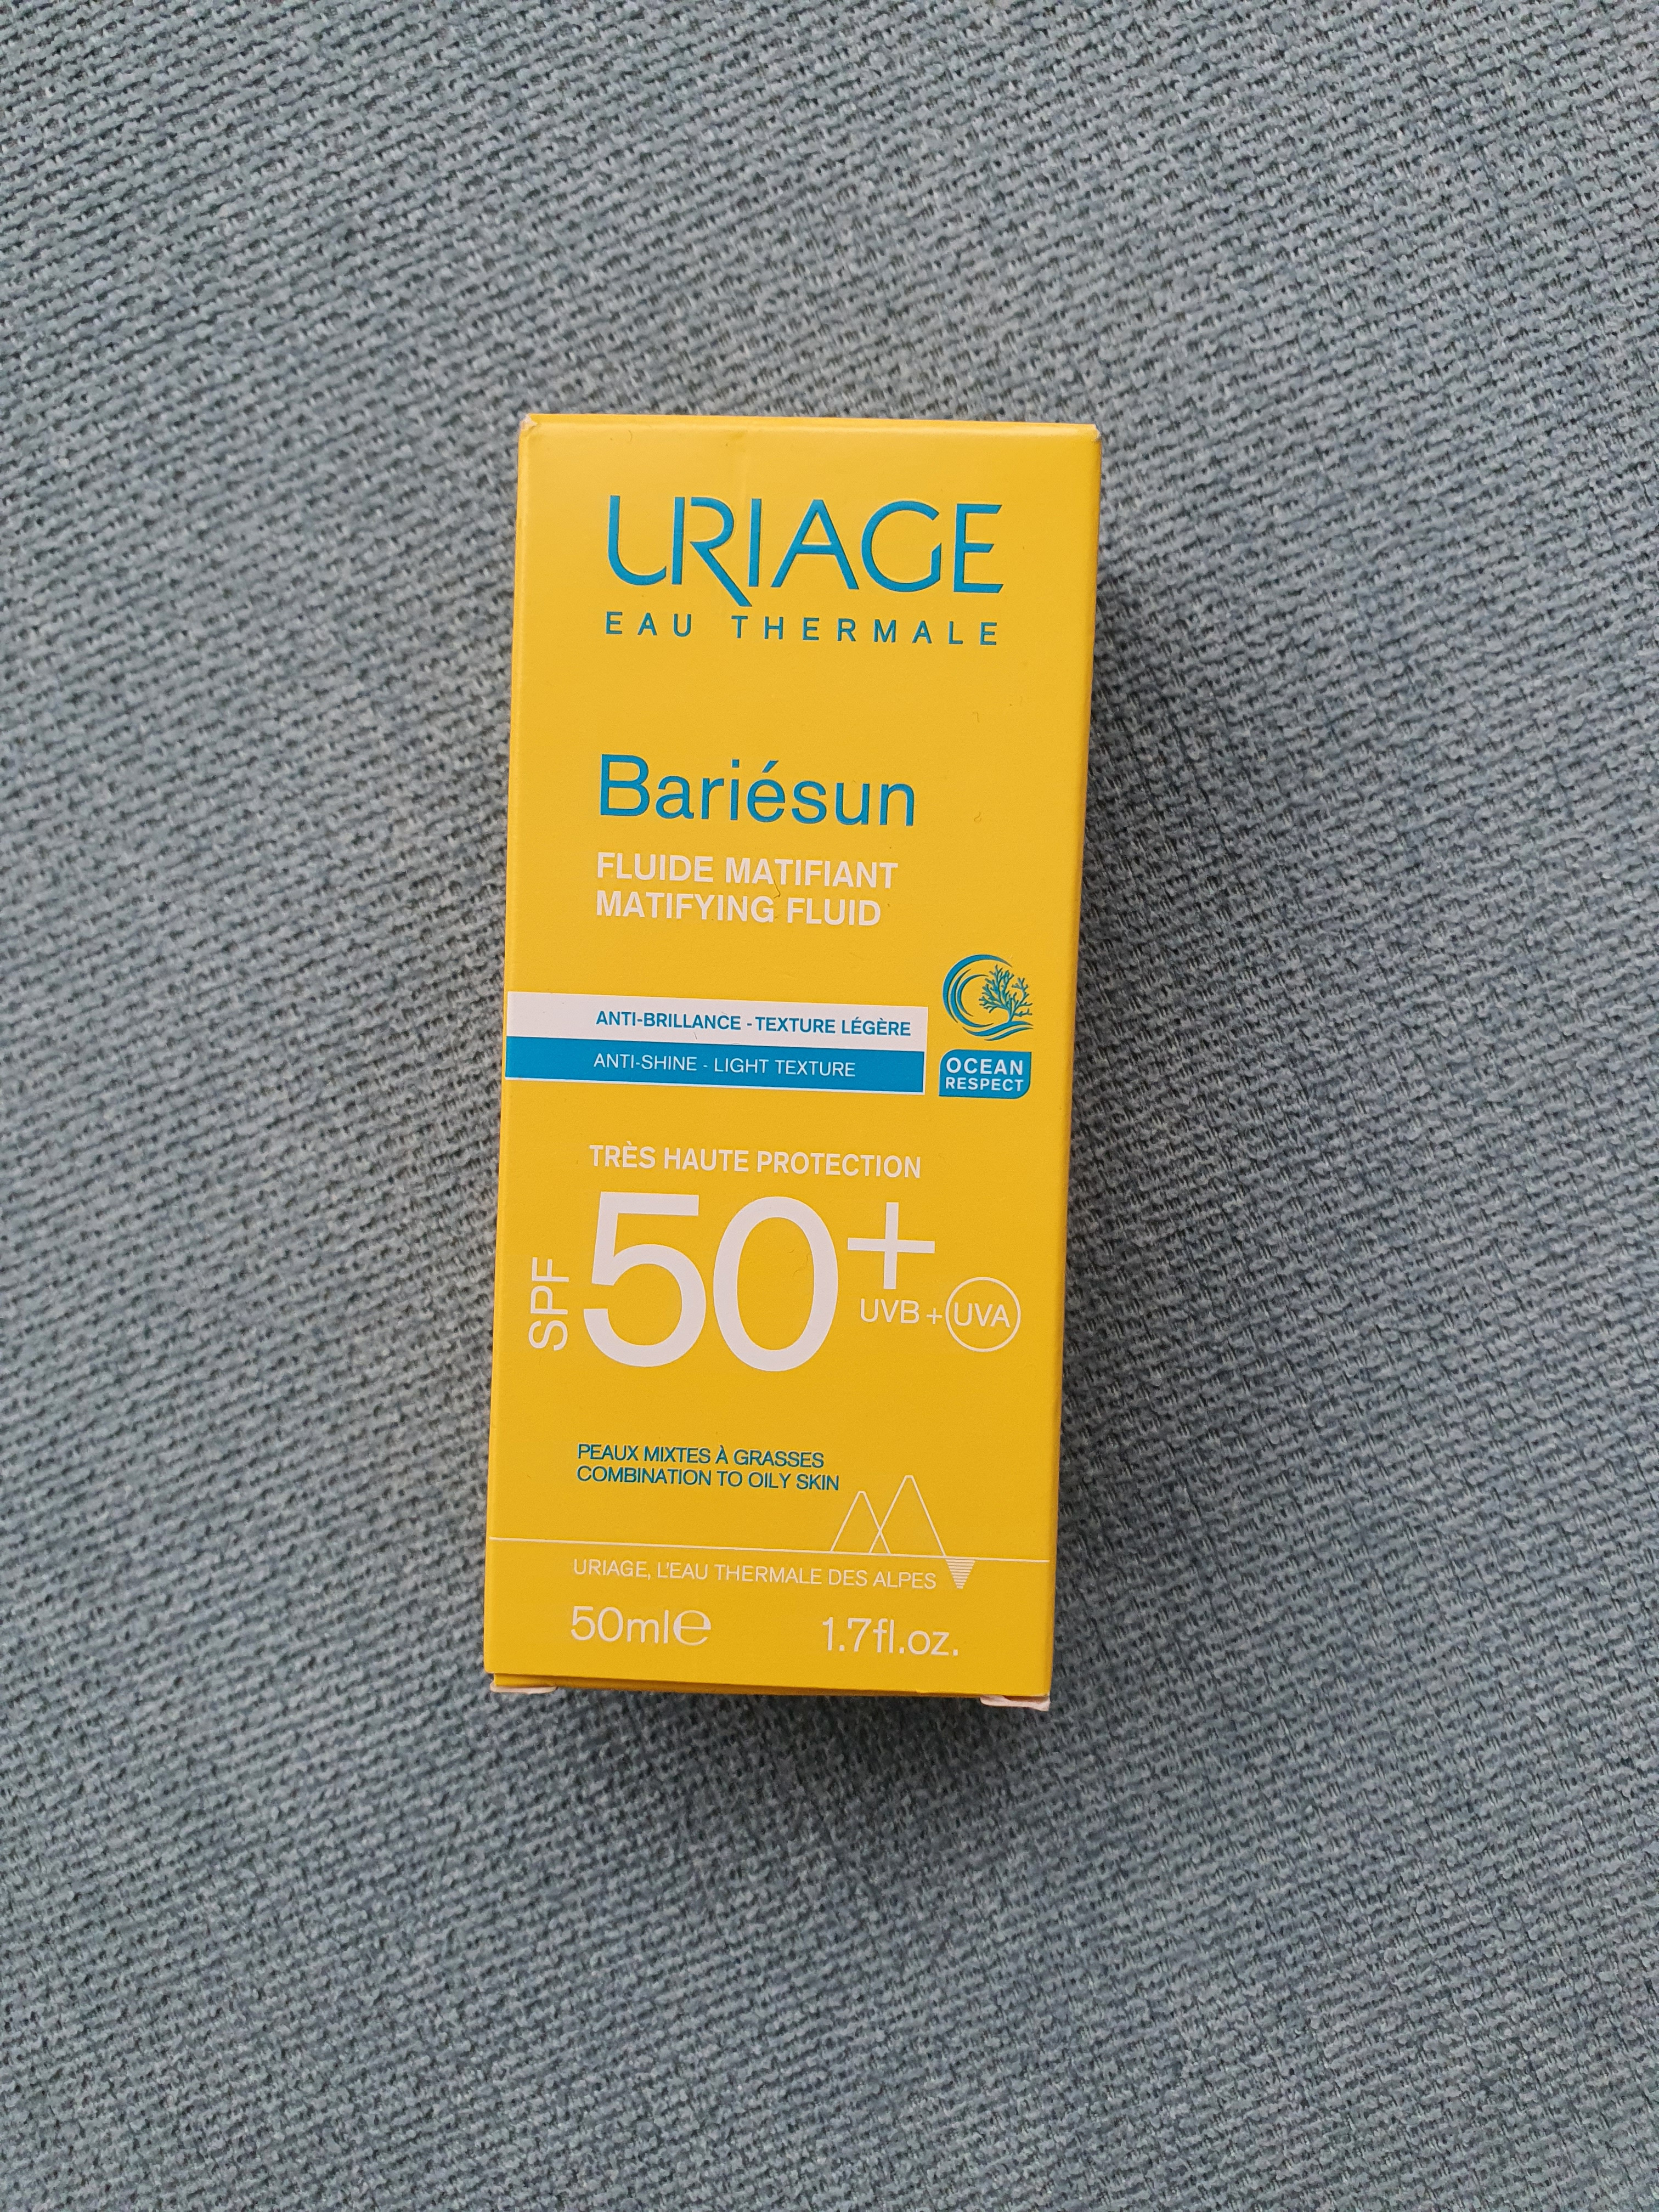 URIAGE
EAU THERMALE
Bariésun
FLUIDE MATIFIANT
MATIFYING FLUID
ANTI-BRILLANCE - TEXTURE LÉGÈRE
ANTI-SHINE - LIGHT TEXTURE
OCEAN
RESPECT
TRÈS HAUTE PROTECTION
SPF 50+
UVB + UVA
PEAUX MIXTES À GRASSES
COMBINATION TO OILY SKIN
URIAGE, L'EAU THERMALE DES ALPES
50ml℮ 1.7fl.oz.